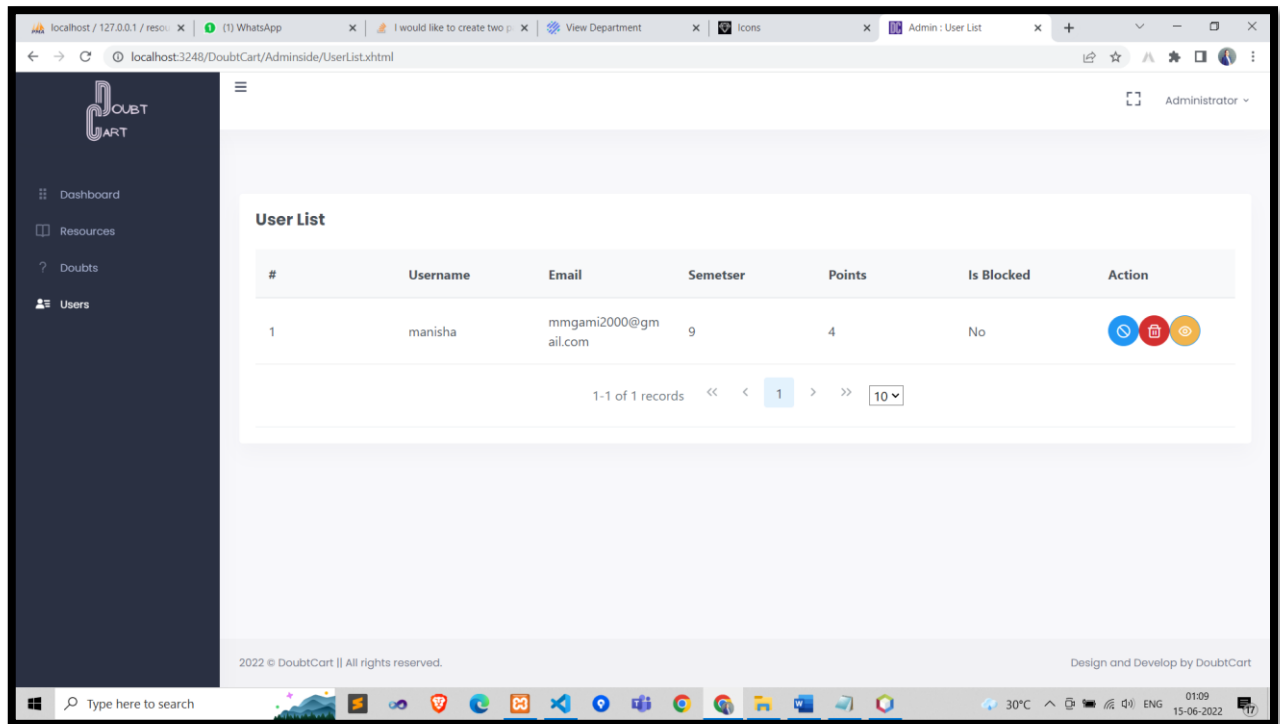 localhost / 127.0.0.1 / resou
(1) WhatsApp
I would like to create two p
View Department
Icons
Admin : User List
localhost:3248/DoubtCart/Adminside/UserList.xhtml
DOUBT
CART
Administrator
Dashboard
Resources
Doubts
Users
User List
# Username Email Semetser Points Is Blocked Action
1 manisha mmgami2000@gm 9 4 No
ail.com
1-1 of 1 records 1 10
2022 © DoubtCart || All rights reserved. Design and Develop by DoubtCart
Type here to search 30°C ENG 01:09
15-06-2022
17